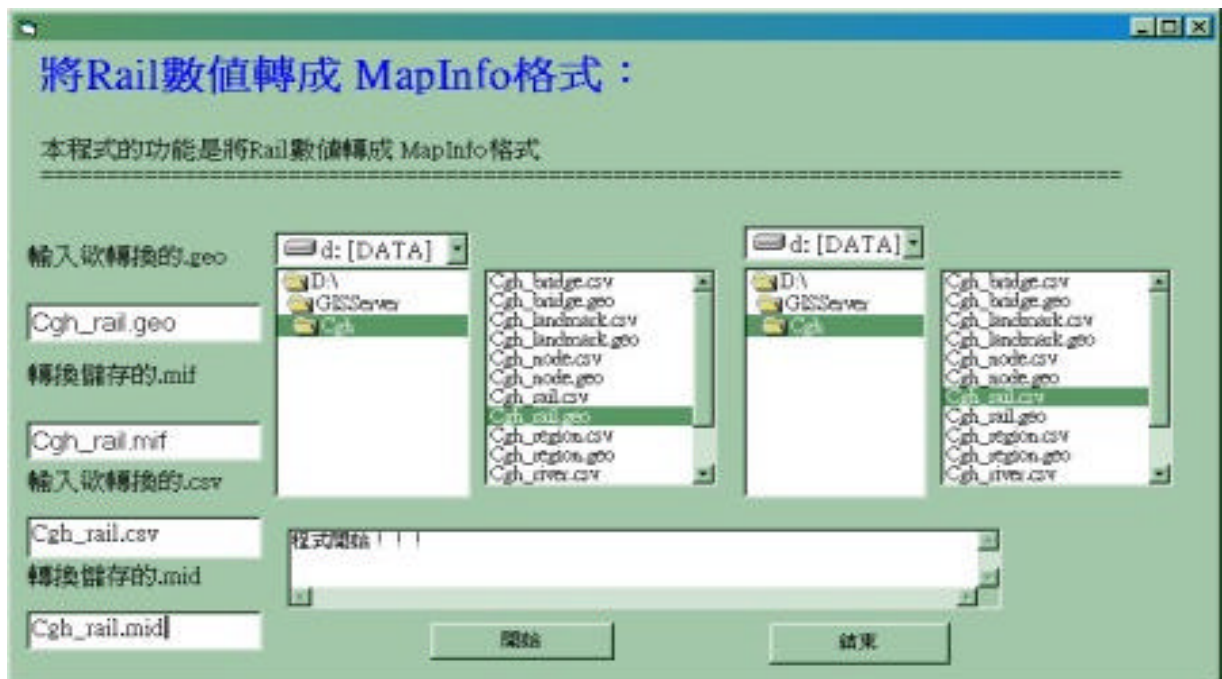 將Rail數值轉成 MapInfo格式：
本程式的功能是將Rail數值轉成 MapInfo格式
================================================================================
輸入欲轉換的.geo
Cgh_rail.geo
轉換儲存的.mif
Cgh_rail.mif
輸入欲轉換的.csv
Cgh_rail.csv
轉換儲存的.mid
Cgh_rail.mid
d: [DATA]
D:\
GISServer
Cgh
Cgh_bridge.csv
Cgh_bridge.geo
Cgh_landmark.csv
Cgh_landmark.geo
Cgh_node.csv
Cgh_node.geo
Cgh_rail.csv
Cgh_rail.geo
Cgh_region.csv
Cgh_region.geo
Cgh_river.csv
d: [DATA]
D:\
GISServer
Cgh
Cgh_bridge.csv
Cgh_bridge.geo
Cgh_landmark.csv
Cgh_landmark.geo
Cgh_node.csv
Cgh_node.geo
Cgh_rail.csv
Cgh_rail.geo
Cgh_region.csv
Cgh_region.geo
Cgh_river.csv
程式開始！！！
開始
結束